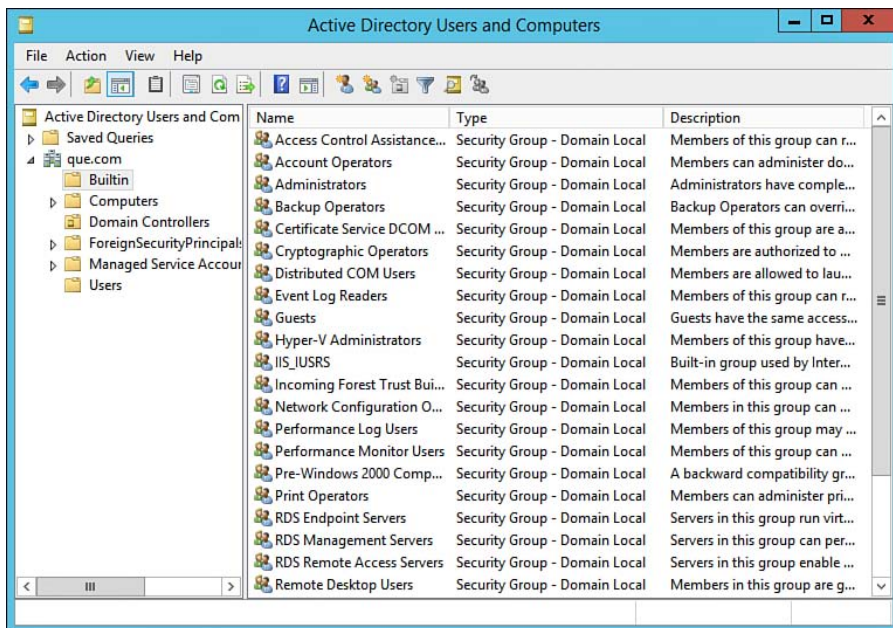 Active Directory Users and Computers
File Action View Help
Active Directory Users and Com
Saved Queries
que.com
Builtin
Computers
Domain Controllers
ForeignSecurityPrincipals
Managed Service Accour
Users
Name Type Description
Access Control Assistance... Security Group - Domain Local Members of this group can r...
Account Operators Security Group - Domain Local Members can administer do...
Administrators Security Group - Domain Local Administrators have comple...
Backup Operators Security Group - Domain Local Backup Operators can overri...
Certificate Service DCOM ... Security Group - Domain Local Members of this group are a...
Cryptographic Operators Security Group - Domain Local Members are authorized to ...
Distributed COM Users Security Group - Domain Local Members are allowed to lau...
Event Log Readers Security Group - Domain Local Members of this group can r...
Guests Security Group - Domain Local Guests have the same access...
Hyper-V Administrators Security Group - Domain Local Members of this group have...
IIS_IUSRS Security Group - Domain Local Built-in group used by Inter...
Incoming Forest Trust Bui... Security Group - Domain Local Members of this group can ...
Network Configuration O... Security Group - Domain Local Members in this group can ...
Performance Log Users Security Group - Domain Local Members of this group may ...
Performance Monitor Users Security Group - Domain Local Members of this group can ...
Pre-Windows 2000 Comp... Security Group - Domain Local A backward compatibility gr...
Print Operators Security Group - Domain Local Members can administer pri...
RDS Endpoint Servers Security Group - Domain Local Servers in this group run virt...
RDS Management Servers Security Group - Domain Local Servers in this group can per...
RDS Remote Access Servers Security Group - Domain Local Servers in this group enable ...
Remote Desktop Users Security Group - Domain Local Members in this group are g...